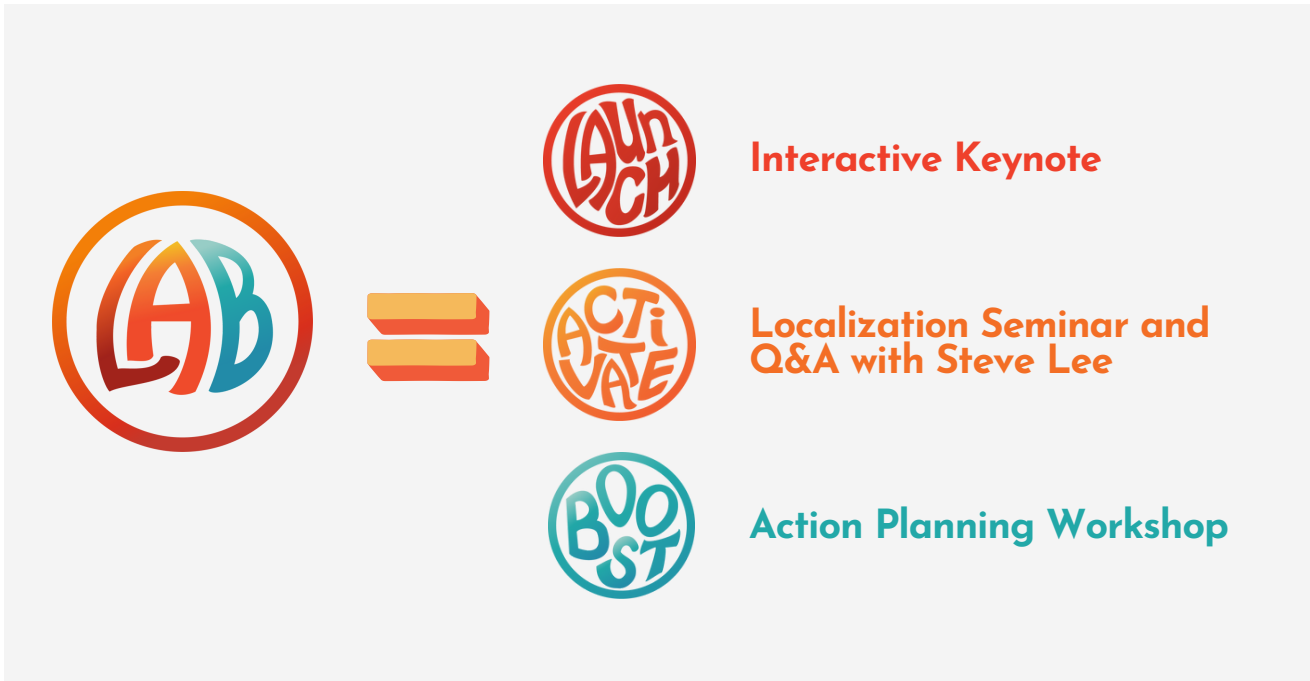 LAB
=
LAunCH
Interactive Keynote
ACTiVATE
Localization Seminar and
Q&A with Steve Lee
BOOST
Action Planning Workshop